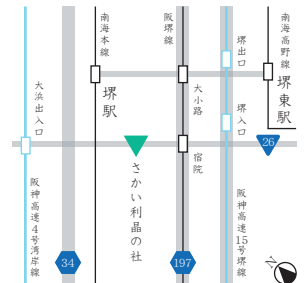 南海本線
阪堺線
堺出口
南海高野線
堺東駅
大浜出入口
堺駅
大小路
堺入口
26
さかい利晶の杜
宿院
阪神高速4号湾岸線
阪神高速15号堺線
34
197
N